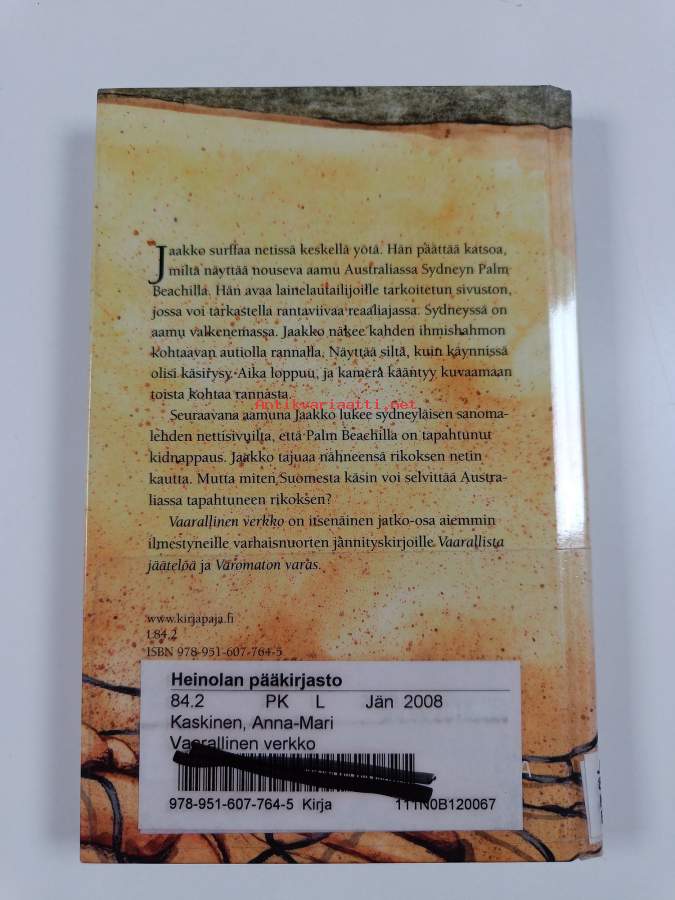 Jaakko surffaa netissä keskellä yötä. Hän päättää katsoa,
miltä näyttää nouseva aamu Australiassa Sydneyn Palm
Beachilla. Hän avaa lainelautailijoille tarkoitetun sivuston,
jossa voi tarkastella rantaviivaa reaaliajassa. Sydneyssä on
aamu valkenemassa. Jaakko näkee kahden ihmishahmon
kohtaavan autiolla rannalla. Näyttää siltä, kuin käynnissä
olisi käsirysy. Aika loppuu, ja kamera kääntyy kuvaamaan
toista kohtaa rannasta.
Antikvariaatti.net
Seuraavana aamuna Jaakko lukee sydneyläisen sanoma-
lehden nettisivuilta, että Palm Beachilla on tapahtunut
kidnappaus. Jaakko tajuaa nähneensä rikoksen netin
kautta. Mutta miten Suomesta käsin voi selvittää Austra-
liassa tapahtuneen rikoksen?
Vaarallinen verkko on itsenäinen jatko-osa aiemmin
ilmestyneille varhaisnuorten jännityskirjoille Vaarallista
jäätelöä ja Varomaton varas.
www.kirjapaja.fi
L84.2
ISBN 978-951-607-764-5
Heinolan pääkirjasto
84.2 PK L Jän 2008
Kaskinen, Anna-Mari
Vaarallinen verkko
978-951-607-764-5 Kirja 111N0B120067